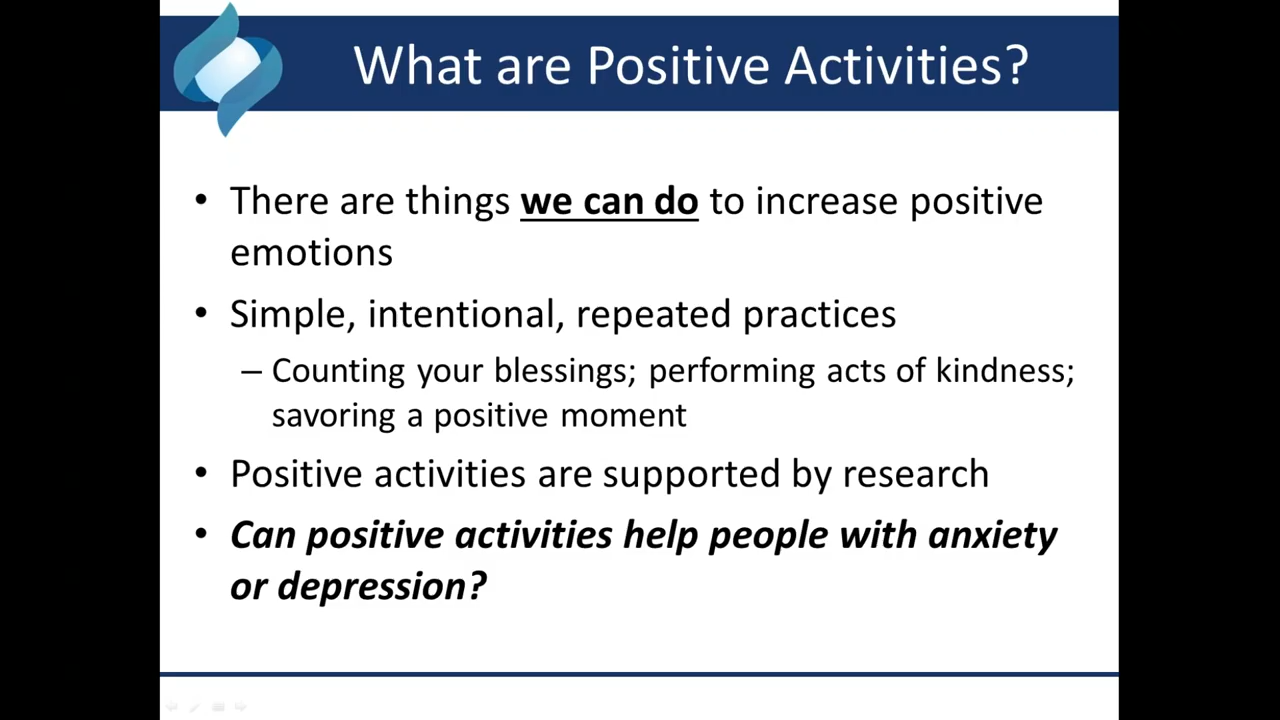 What are Positive Activities?
• There are things we can do to increase positive
emotions
• Simple, intentional, repeated practices
– Counting your blessings; performing acts of kindness;
savoring a positive moment
• Positive activities are supported by research
• Can positive activities help people with anxiety
or depression?